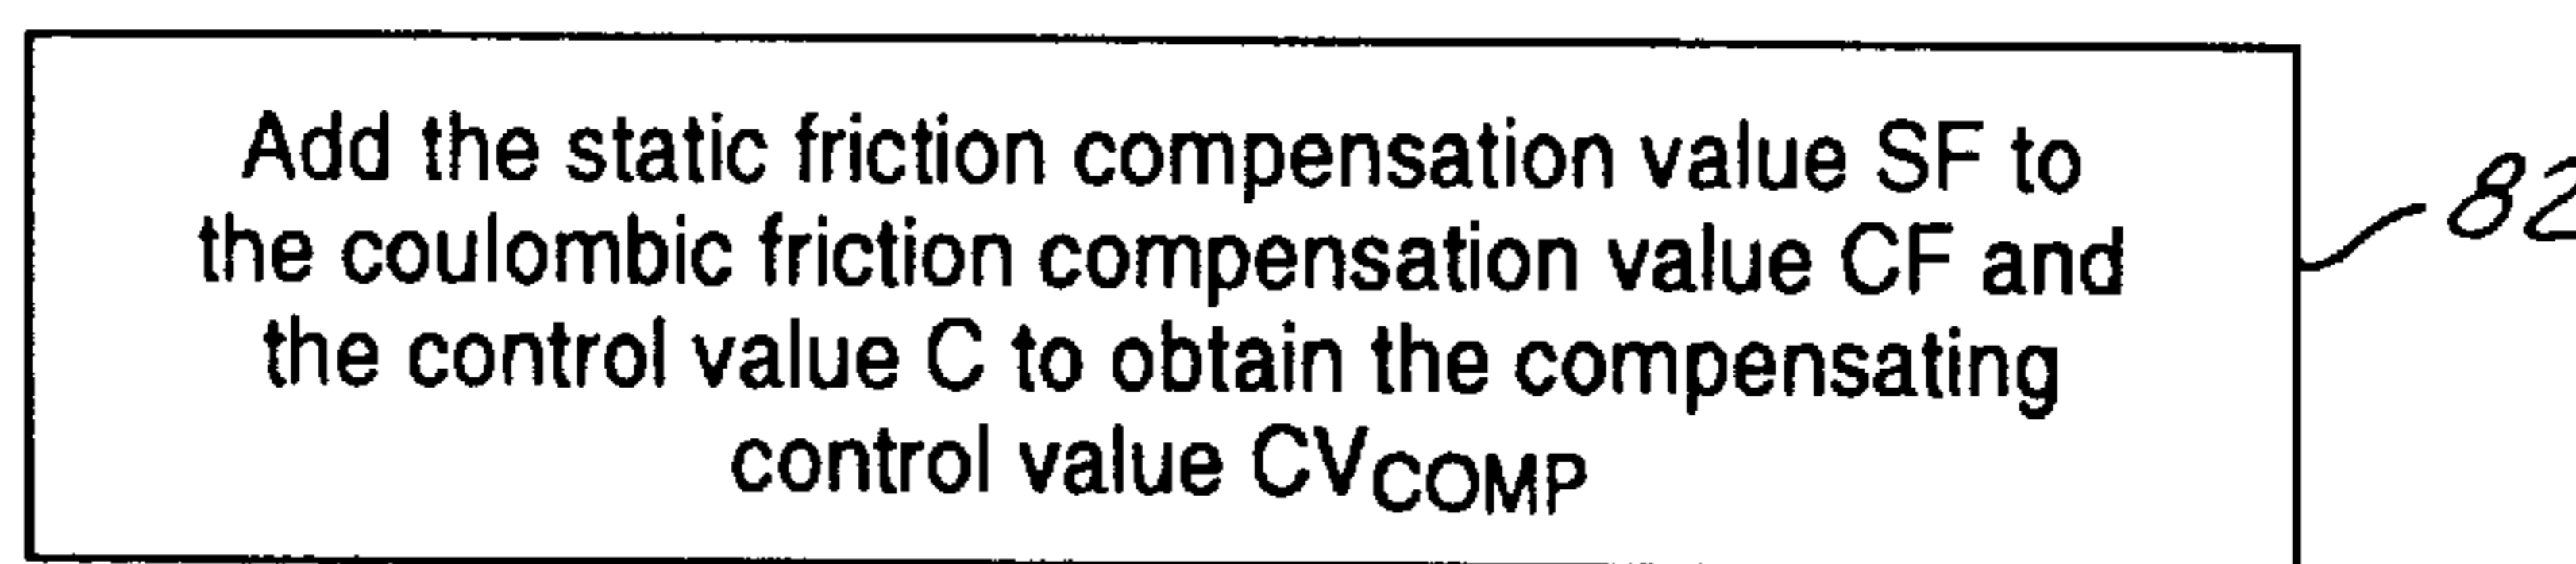 Add the static friction compensation value SF to
the coulombic friction compensation value CF and
the control value C to obtain the compensating
control value CVCOMP
82